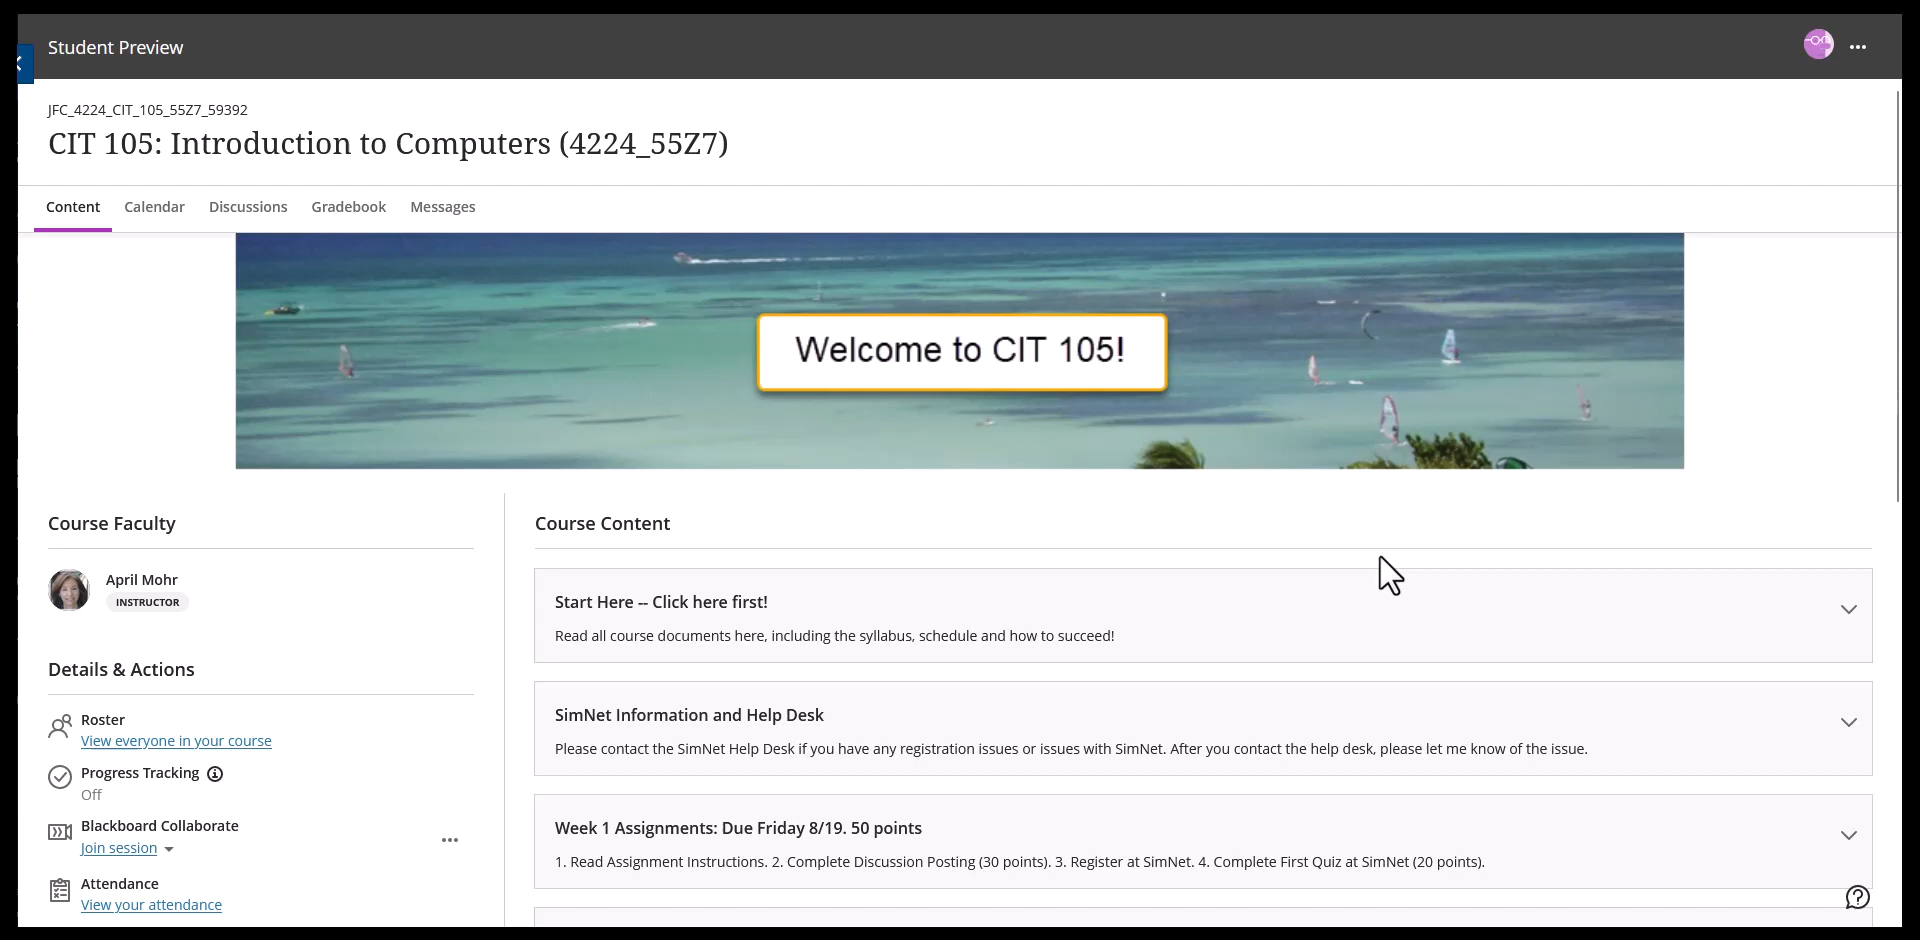 Student Preview
JFC_4224_CIT_105_55Z7_59392
CIT 105: Introduction to Computers (4224_55Z7)
Content Calendar Discussions Gradebook Messages
Welcome to CIT 105!
Course Faculty
April Mohr
INSTRUCTOR
Details & Actions
Roster
View everyone in your course
Progress Tracking
Off
Blackboard Collaborate
Join session
Attendance
View your attendance
Course Content
Start Here -- Click here first!
Read all course documents here, including the syllabus, schedule and how to succeed!
SimNet Information and Help Desk
Please contact the SimNet Help Desk if you have any registration issues or issues with SimNet. After you contact the help desk, please let me know of the issue.
Week 1 Assignments: Due Friday 8/19. 50 points
1. Read Assignment Instructions. 2. Complete Discussion Posting (30 points). 3. Register at SimNet. 4. Complete First Quiz at SimNet (20 points).